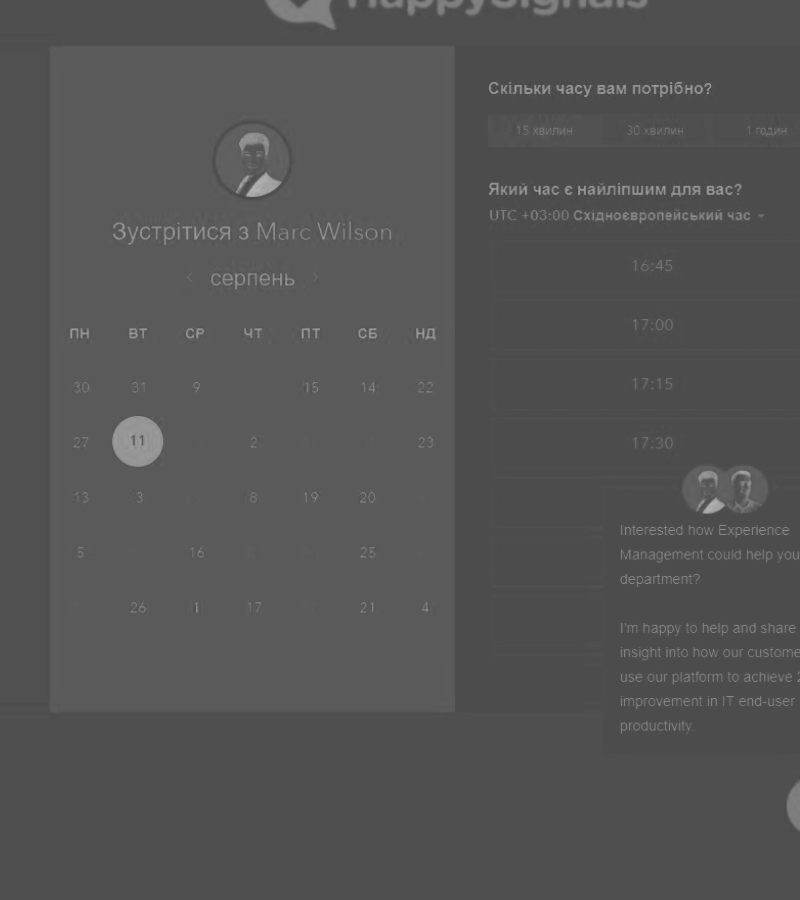 HappySignals
Зустрітися з Marc Wilson
серпень
ПН ВТ СР ЧТ ПТ СБ НД
30 31 9 15 14 22
27 11 2 23
13 3 8 19 20
5 16 25
26 1 17 21 4
Скільки часу вам потрібно?
15 хвилин 30 хвилин 1 годин
Який час є найліпшим для вас?
UTC +03:00 Східноєвропейський час
16:45
17:00
17:15
17:30
Interested how Experience
Management could help you
department?
I'm happy to help and share
insight into how our custome
use our platform to achieve 2
improvement in IT end-user
productivity